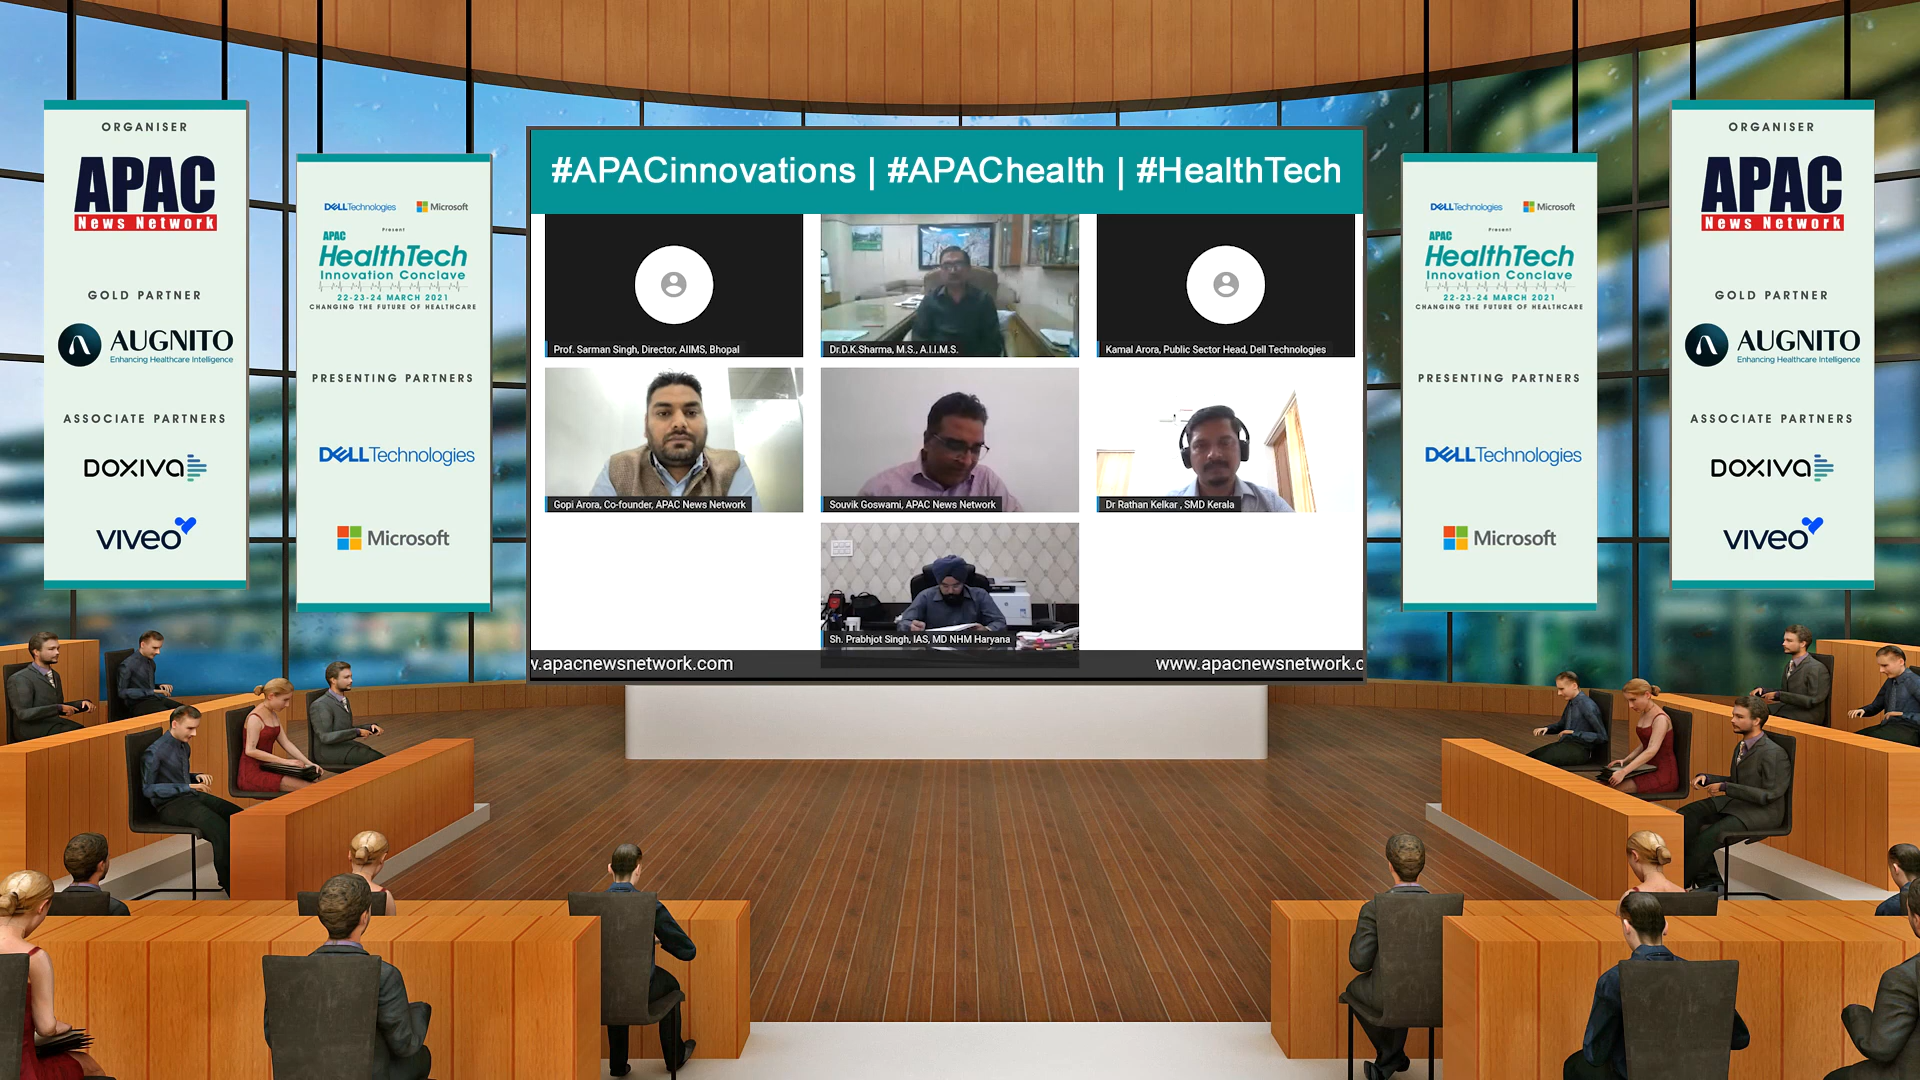 ORGANISER
APAC
News Network
GOLD PARTNER
AUGNITO
Enhancing Healthcare Intelligence
ASSOCIATE PARTNERS
DOXIVA
VIVEO
DELL Technologies
Microsoft
Present
APAC
HealthTech
Innovation Conclave
22-23-24 MARCH 2021
CHANGING THE FUTURE OF HEALTHCARE
PRESENTING PARTNERS
DELL Technologies
Microsoft
#APACinnovations | #APAChealth | #HealthTech
Prof. Sarman Singh, Director, AIIMS, Bhopal
Dr.D.K.Sharma, M.S., A.I.I.M.S.
Kamal Arora, Public Sector Head, Dell Technologies
Gopi Arora, Co-founder, APAC News Network
Souvik Goswami, APAC News Network
Dr Rathan Kelkar , SMD Kerala
Sh. Prabhjot Singh, IAS, MD NHM Haryana
w.apacnewsnetwork.com
www.apacnewsnetwork.c
DELL Technologies
Microsoft
Present
APAC
HealthTech
Innovation Conclave
22-23-24 MARCH 2021
CHANGING THE FUTURE OF HEALTHCARE
PRESENTING PARTNERS
DELL Technologies
Microsoft
ORGANISER
APAC
News Network
GOLD PARTNER
AUGNITO
Enhancing Healthcare Intelligence
ASSOCIATE PARTNERS
DOXIVA
VIVEO